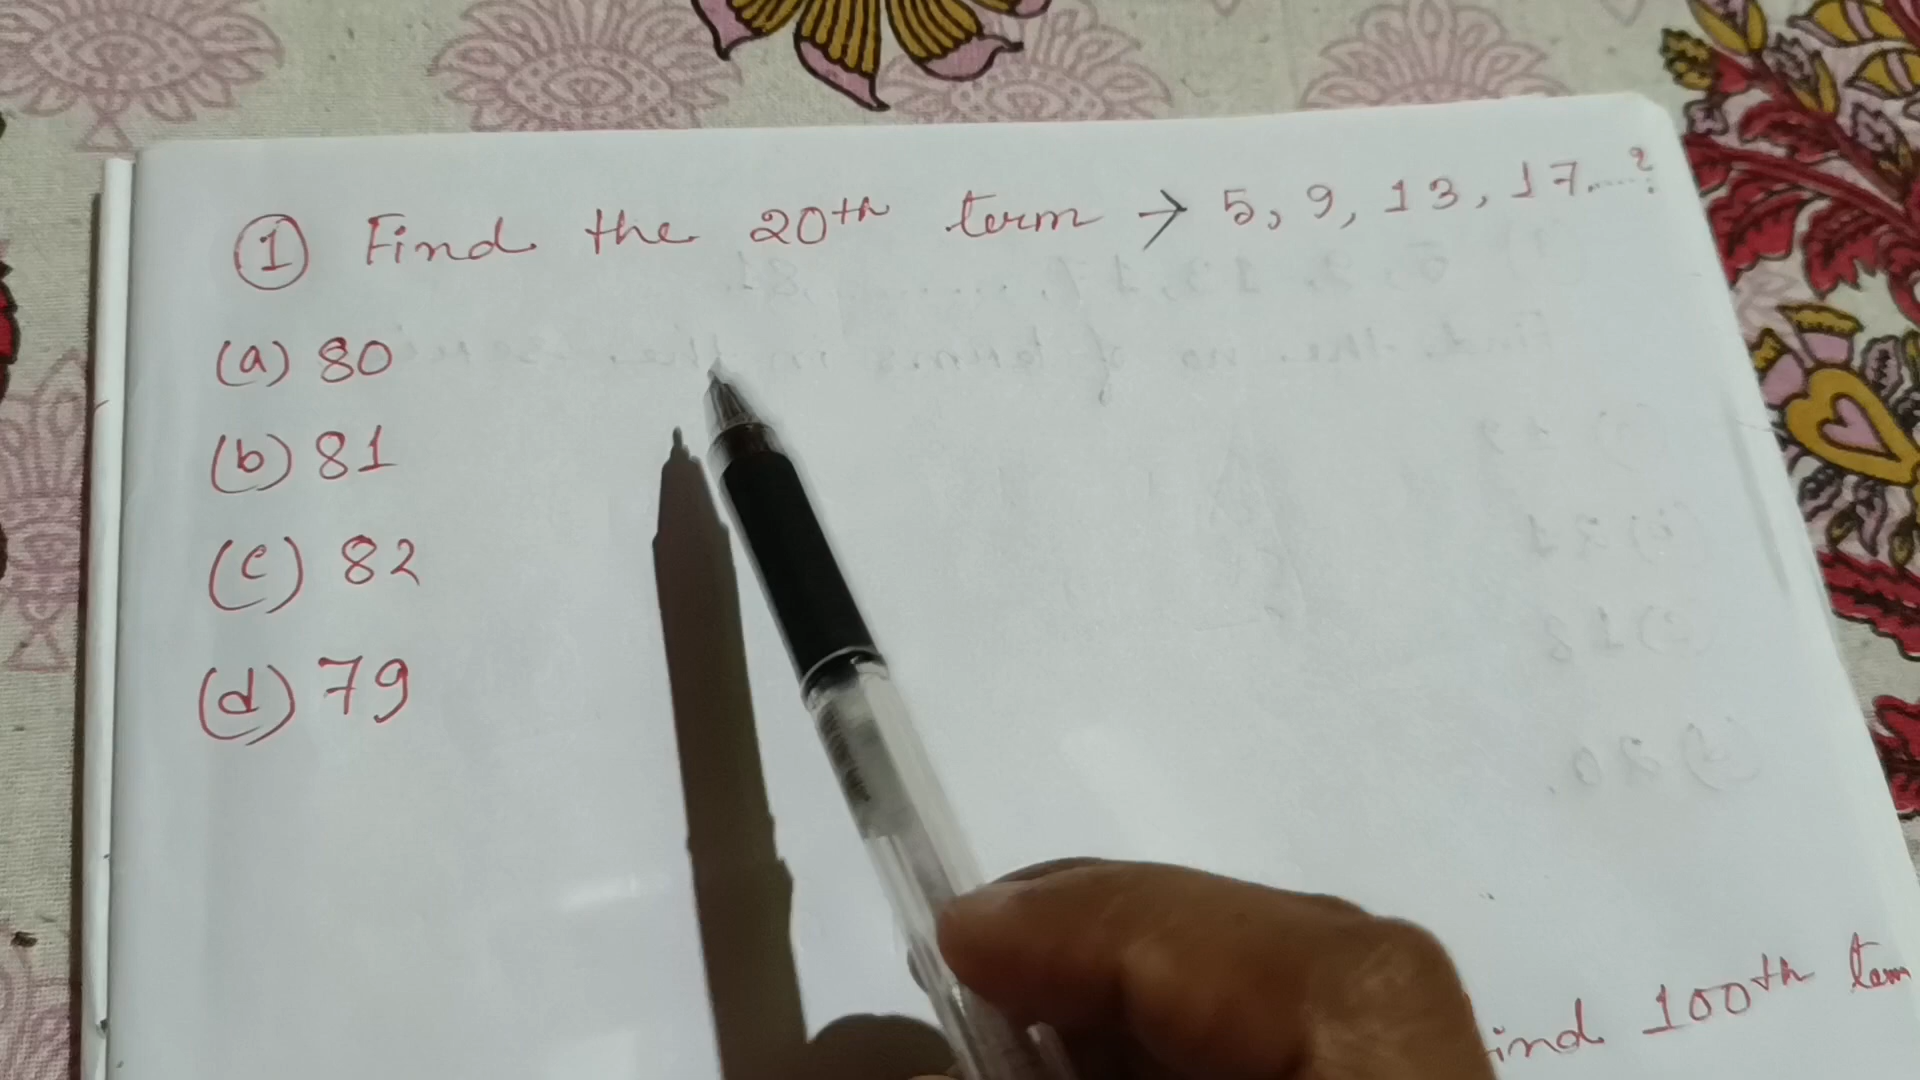 ① Find the 20th term → 5, 9, 13, 17.....?
(a) 80
(b) 81
(c) 82
(d) 79
ind 100th term